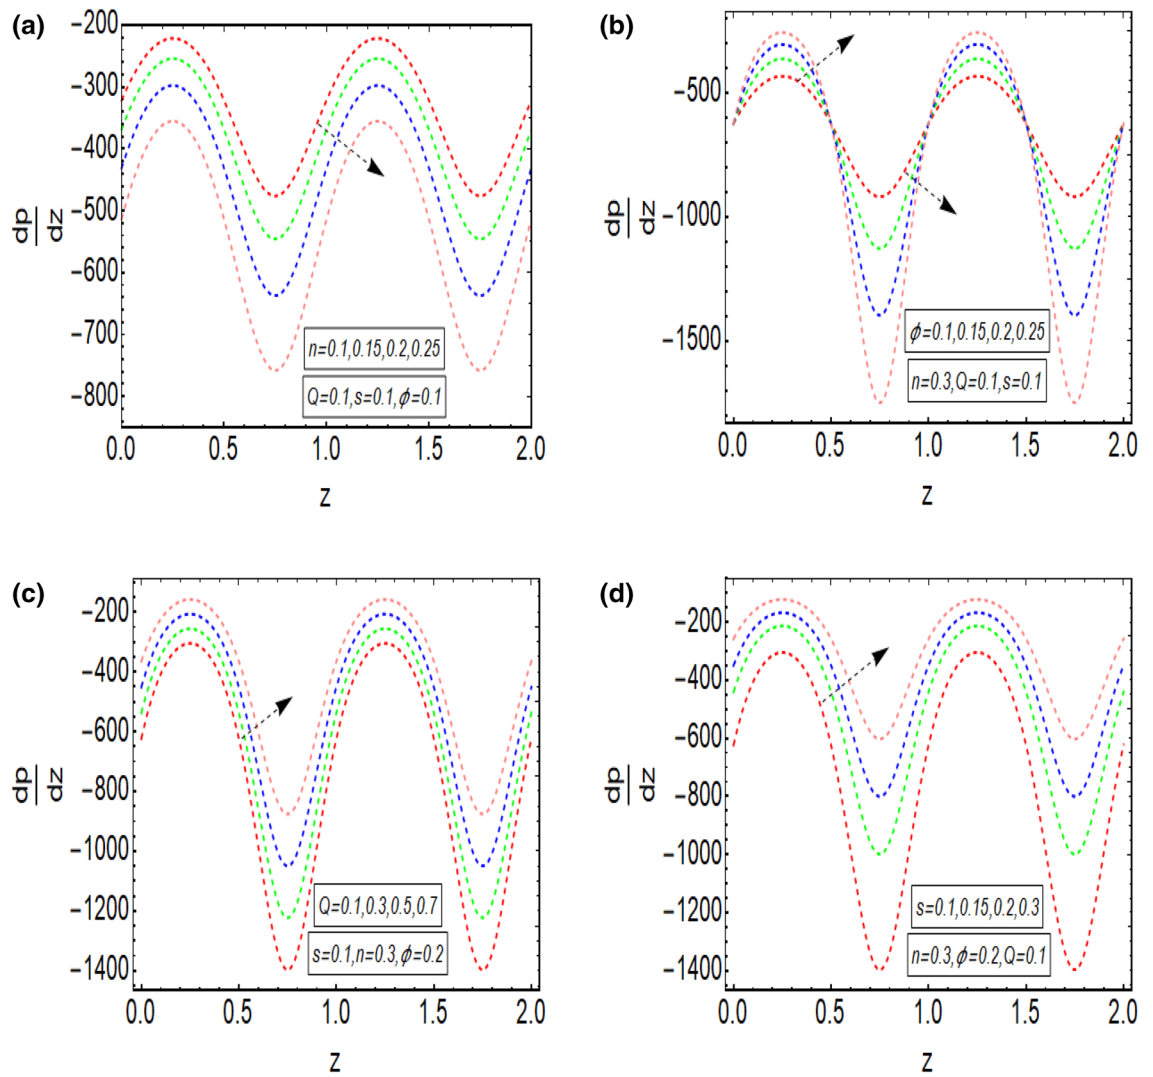 (a)
-200
-300
-400
-500
-600
-700
-800
dp
dz
n=0.1,0.15,0.2,0.25
Q=0.1,s=0.1,ϕ=0.1
0.0 0.5 1.0 1.5 2.0
z
(b)
-500
-1000
-1500
dp
dz
ϕ=0.1,0.15,0.2,0.25
n=0.3,Q=0.1,s=0.1
0.0 0.5 1.0 1.5 2.0
z
(c)
-200
-400
-600
-800
-1000
-1200
-1400
dp
dz
Q=0.1,0.3,0.5,0.7
s=0.1,n=0.3,ϕ=0.2
0.0 0.5 1.0 1.5 2.0
z
(d)
-200
-400
-600
-800
-1000
-1200
-1400
dp
dz
s=0.1,0.15,0.2,0.3
n=0.3,ϕ=0.2,Q=0.1
0.0 0.5 1.0 1.5 2.0
z